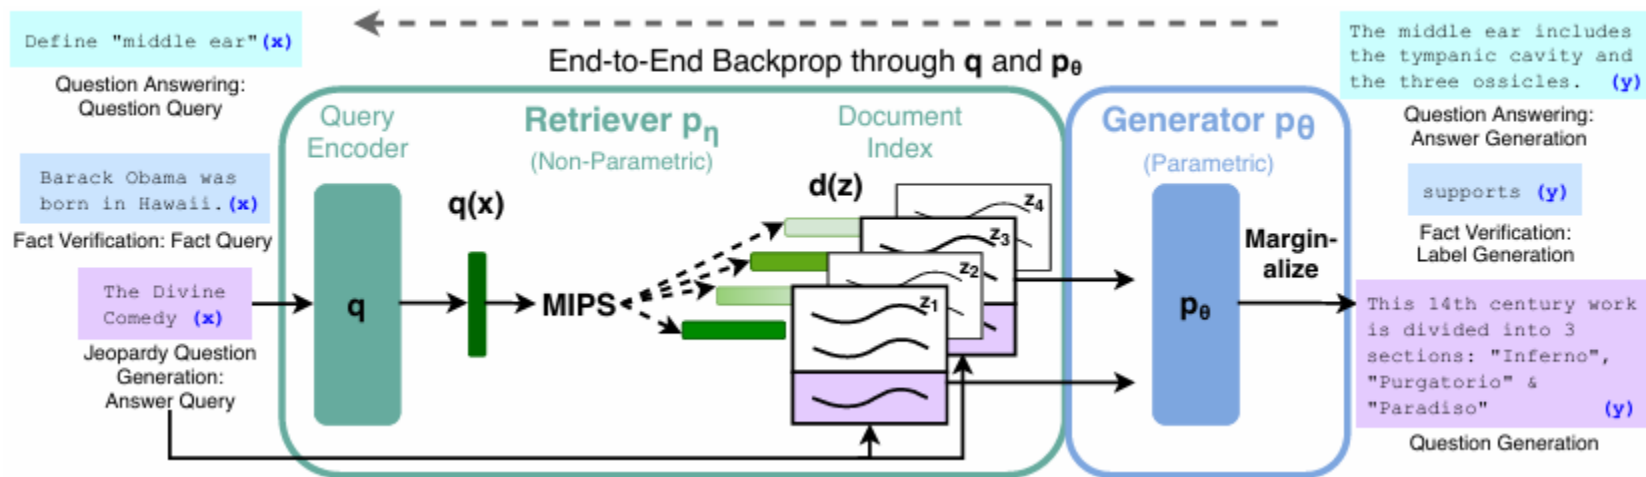 Define "middle ear" (x)
Question Answering:
Question Query
Barack Obama was
born in Hawaii. (x)
Fact Verification: Fact Query
The Divine
Comedy (x)
Jeopardy Question
Generation:
Answer Query
End-to-End Backprop through q and pθ
Query
Encoder
Retriever pη
(Non-Parametric)
Document
Index
q
q(x)
MIPS
d(z)
z4
z3
z2
z1
Generator pθ
(Parametric)
pθ
Margin-
alize
The middle ear includes
the tympanic cavity and
the three ossicles. (y)
Question Answering:
Answer Generation
supports (y)
Fact Verification:
Label Generation
This 14th century work
is divided into 3
sections: "Inferno",
"Purgatorio" &
"Paradiso" (y)
Question Generation